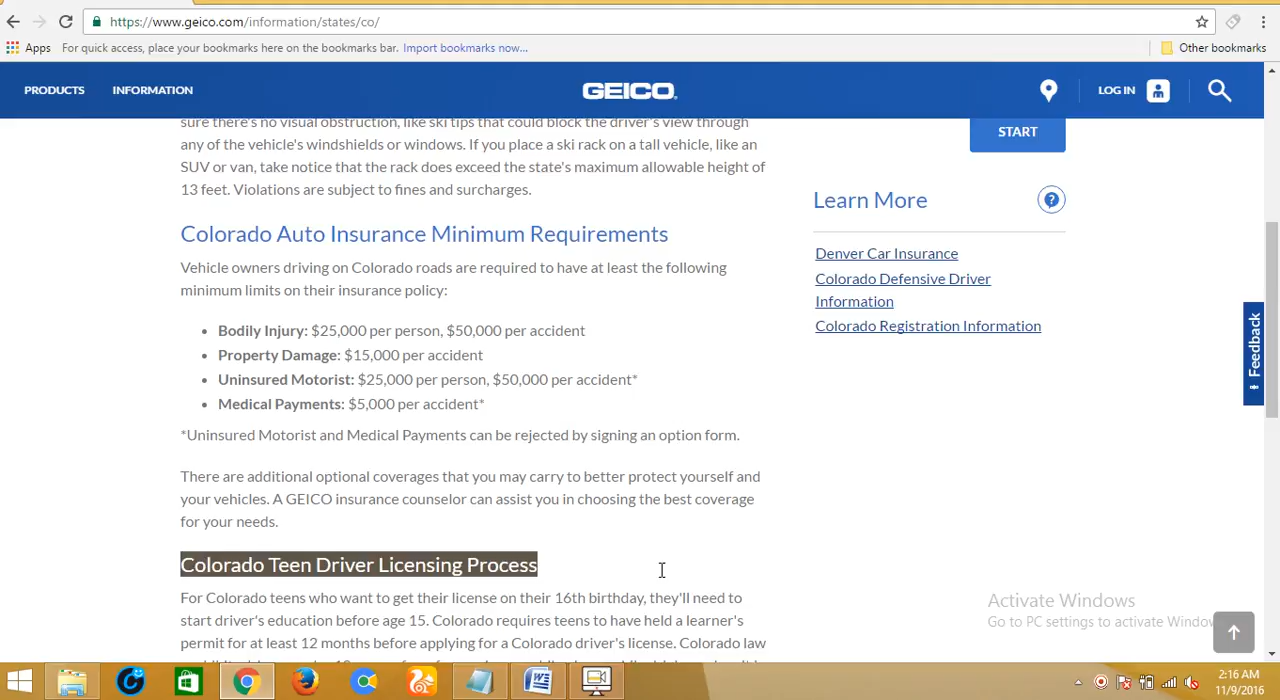 https://www.geico.com/information/states/co/
Apps For quick access, place your bookmarks here on the bookmarks bar. Import bookmarks now... Other bookmarks
PRODUCTS INFORMATION GEICO. LOG IN
sure there's no visual obstruction, like ski tips that could block the driver's view through
any of the vehicle's windshields or windows. If you place a ski rack on a tall vehicle, like an
SUV or van, take notice that the rack does exceed the state's maximum allowable height of
13 feet. Violations are subject to fines and surcharges.
START
Learn More ?
Denver Car Insurance
Colorado Defensive Driver
Information
Colorado Registration Information
Feedback
Colorado Auto Insurance Minimum Requirements
Vehicle owners driving on Colorado roads are required to have at least the following
minimum limits on their insurance policy:
• Bodily Injury: $25,000 per person, $50,000 per accident
• Property Damage: $15,000 per accident
• Uninsured Motorist: $25,000 per person, $50,000 per accident*
• Medical Payments: $5,000 per accident*
*Uninsured Motorist and Medical Payments can be rejected by signing an option form.
There are additional optional coverages that you may carry to better protect yourself and
your vehicles. A GEICO insurance counselor can assist you in choosing the best coverage
for your needs.
Colorado Teen Driver Licensing Process
For Colorado teens who want to get their license on their 16th birthday, they'll need to
start driver's education before age 15. Colorado requires teens to have held a learner's
permit for at least 12 months before applying for a Colorado driver's license. Colorado law
Activate Windows
Go to PC settings to activate Window
2:16 AM
11/9/2016